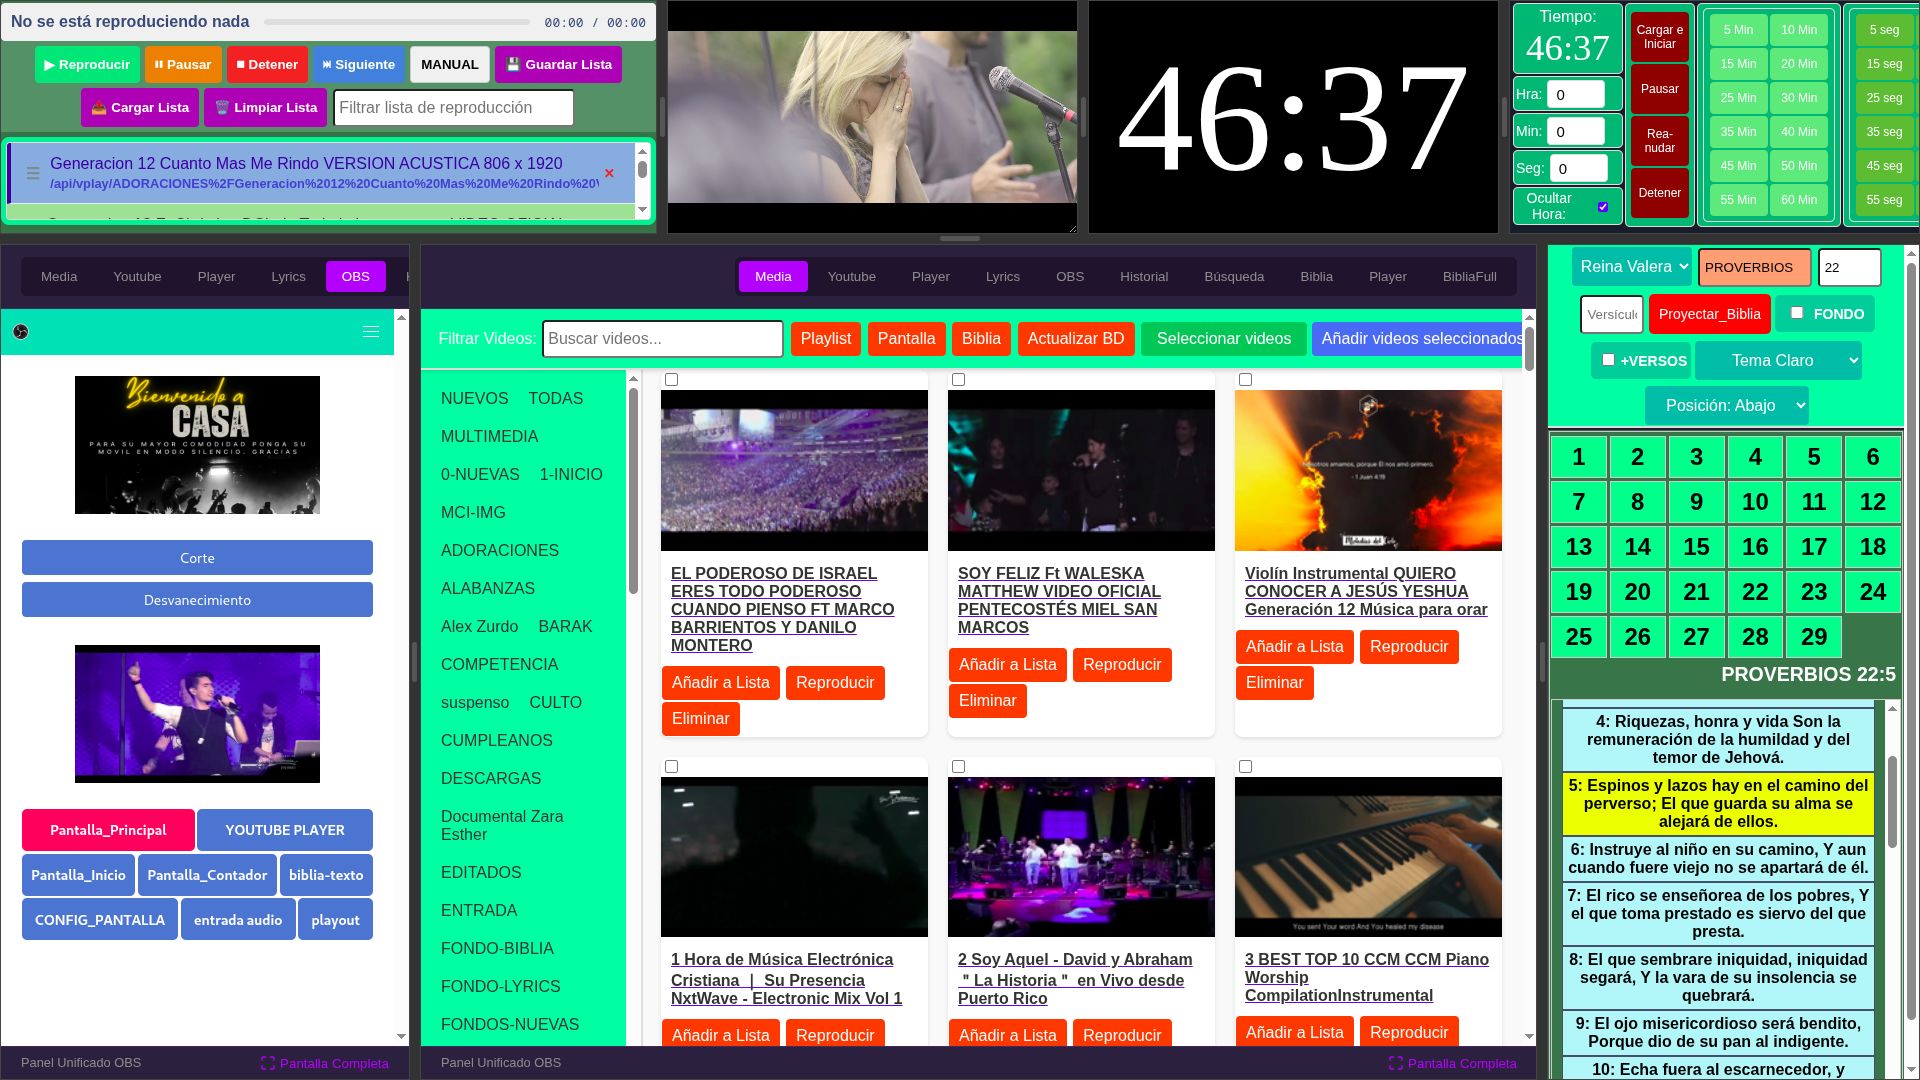 No se está reproduciendo nada 00:00 / 00:00
▶ Reproducir ⏸ Pausar ⏹ Detener ⏭ Siguiente MANUAL 💾 Guardar Lista
📤 Cargar Lista 🗑️ Limpiar Lista Filtrar lista de reproducción
Generacion 12 Cuanto Mas Me Rindo VERSION ACUSTICA 806 x 1920
/api/vplay/ADORACIONES%2FGeneracion%2012%20Cuanto%20Mas%20Me%20Rindo%20V
46:37
Tiempo:
46:37
Hra: 0
Min: 0
Seg: 0
Ocultar
Hora:
Cargar e
Iniciar
Pausar
Rea-
nudar
Detener
5 Min 10 Min
15 Min 20 Min
25 Min 30 Min
35 Min 40 Min
45 Min 50 Min
55 Min 60 Min
5 seg
15 seg
25 seg
35 seg
45 seg
55 seg
Media Youtube Player Lyrics OBS
Bienvenido a
CASA
PARA SU MAYOR COMODIDAD PONGA SU
MOVIL EN MODO SILENCIO. GRACIAS
Corte
Desvanecimiento
Pantalla_Principal YOUTUBE PLAYER
Pantalla_Inicio Pantalla_Contador biblia-texto
CONFIG_PANTALLA entrada audio playout
Panel Unificado OBS Pantalla Completa
Media Youtube Player Lyrics OBS Historial Búsqueda Biblia Player BibliaFull
Filtrar Videos: Buscar videos... Playlist Pantalla Biblia Actualizar BD Seleccionar videos Añadir videos seleccionados
NUEVOS TODAS
MULTIMEDIA
0-NUEVAS 1-INICIO
MCI-IMG
ADORACIONES
ALABANZAS
Alex Zurdo BARAK
COMPETENCIA
suspenso CULTO
CUMPLEANOS
DESCARGAS
Documental Zara
Esther
EDITADOS
ENTRADA
FONDO-BIBLIA
FONDO-LYRICS
FONDOS-NUEVAS
EL PODEROSO DE ISRAEL
ERES TODO PODEROSO
CUANDO PIENSO FT MARCO
BARRIENTOS Y DANILO
MONTERO
Añadir a Lista Reproducir
Eliminar
SOY FELIZ Ft WALESKA
MATTHEW VIDEO OFICIAL
PENTECOSTÉS MIEL SAN
MARCOS
Añadir a Lista Reproducir
Eliminar
Nosotros amamos, porque Él nos amó primero.
- 1 Juan 4:19
Violín Instrumental QUIERO
CONOCER A JESÚS YESHUA
Generación 12 Música para orar
Añadir a Lista Reproducir
Eliminar
1 Hora de Música Electrónica
Cristiana ｜ Su Presencia
NxtWave - Electronic Mix Vol 1
Añadir a Lista Reproducir
2 Soy Aquel - David y Abraham
＂La Historia＂ en Vivo desde
Puerto Rico
Añadir a Lista Reproducir
You sent Your word And You healed my disease
3 BEST TOP 10 CCM CCM Piano
Worship
CompilationInstrumental
Añadir a Lista Reproducir
Panel Unificado OBS Pantalla Completa
Reina Valera PROVERBIOS 22
Versícul Proyectar_Biblia FONDO
+VERSOS Tema Claro
Posición: Abajo
1 2 3 4 5 6
7 8 9 10 11 12
13 14 15 16 17 18
19 20 21 22 23 24
25 26 27 28 29
PROVERBIOS 22:5
4: Riquezas, honra y vida Son la
remuneración de la humildad y del
temor de Jehová.
5: Espinos y lazos hay en el camino del
perverso; El que guarda su alma se
alejará de ellos.
6: Instruye al niño en su camino, Y aun
cuando fuere viejo no se apartará de él.
7: El rico se enseñorea de los pobres, Y
el que toma prestado es siervo del que
presta.
8: El que sembrare iniquidad, iniquidad
segará, Y la vara de su insolencia se
quebrará.
9: El ojo misericordioso será bendito,
Porque dio de su pan al indigente.
10: Echa fuera al escarnecedor, y